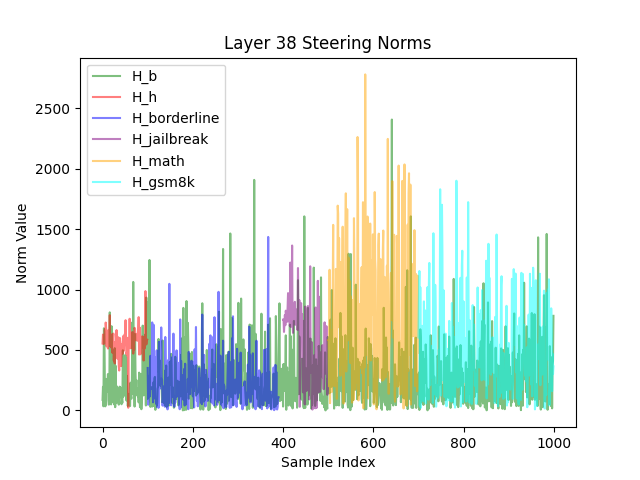 Layer 38 Steering Norms
H_b
H_h
H_borderline
H_jailbreak
H_math
H_gsm8k
Norm Value
2500
2000
1500
1000
500
0
0 200 400 600 800 1000
Sample Index